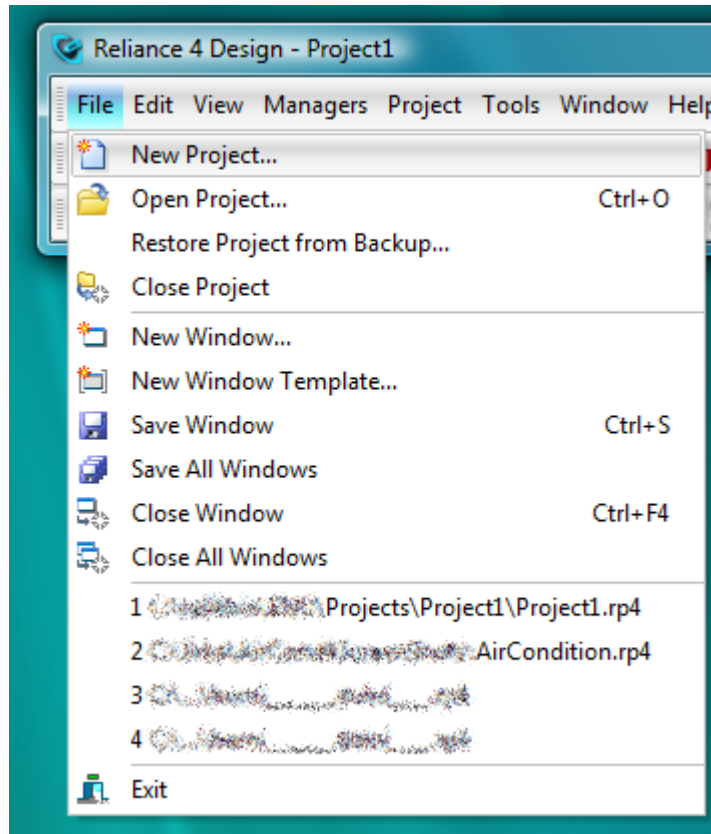 Reliance 4 Design - Project1
File Edit View Managers Project Tools Window Help
New Project...
Open Project... Ctrl+O
Restore Project from Backup...
Close Project
New Window...
New Window Template...
Save Window Ctrl+S
Save All Windows
Close Window Ctrl+F4
Close All Windows
1 \Projects\Project1\Project1.rp4
2 AirCondition.rp4
3
4
Exit